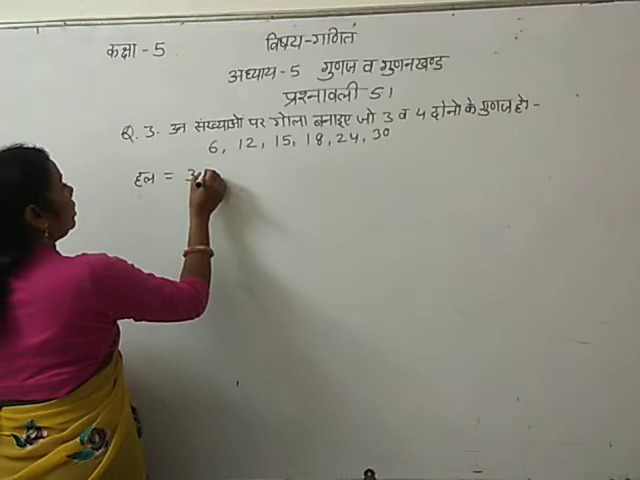 कक्षा - 5
विषय-गणित
अध्याय-5 गुणज व गुणनखण्ड
प्रश्नावली 5.1
Q. 3. उन संख्याओ पर गोला बनाइए जो 3 व 4 दोनो के गुणज हो -
6, 12, 15, 18, 24, 30
हल = 3